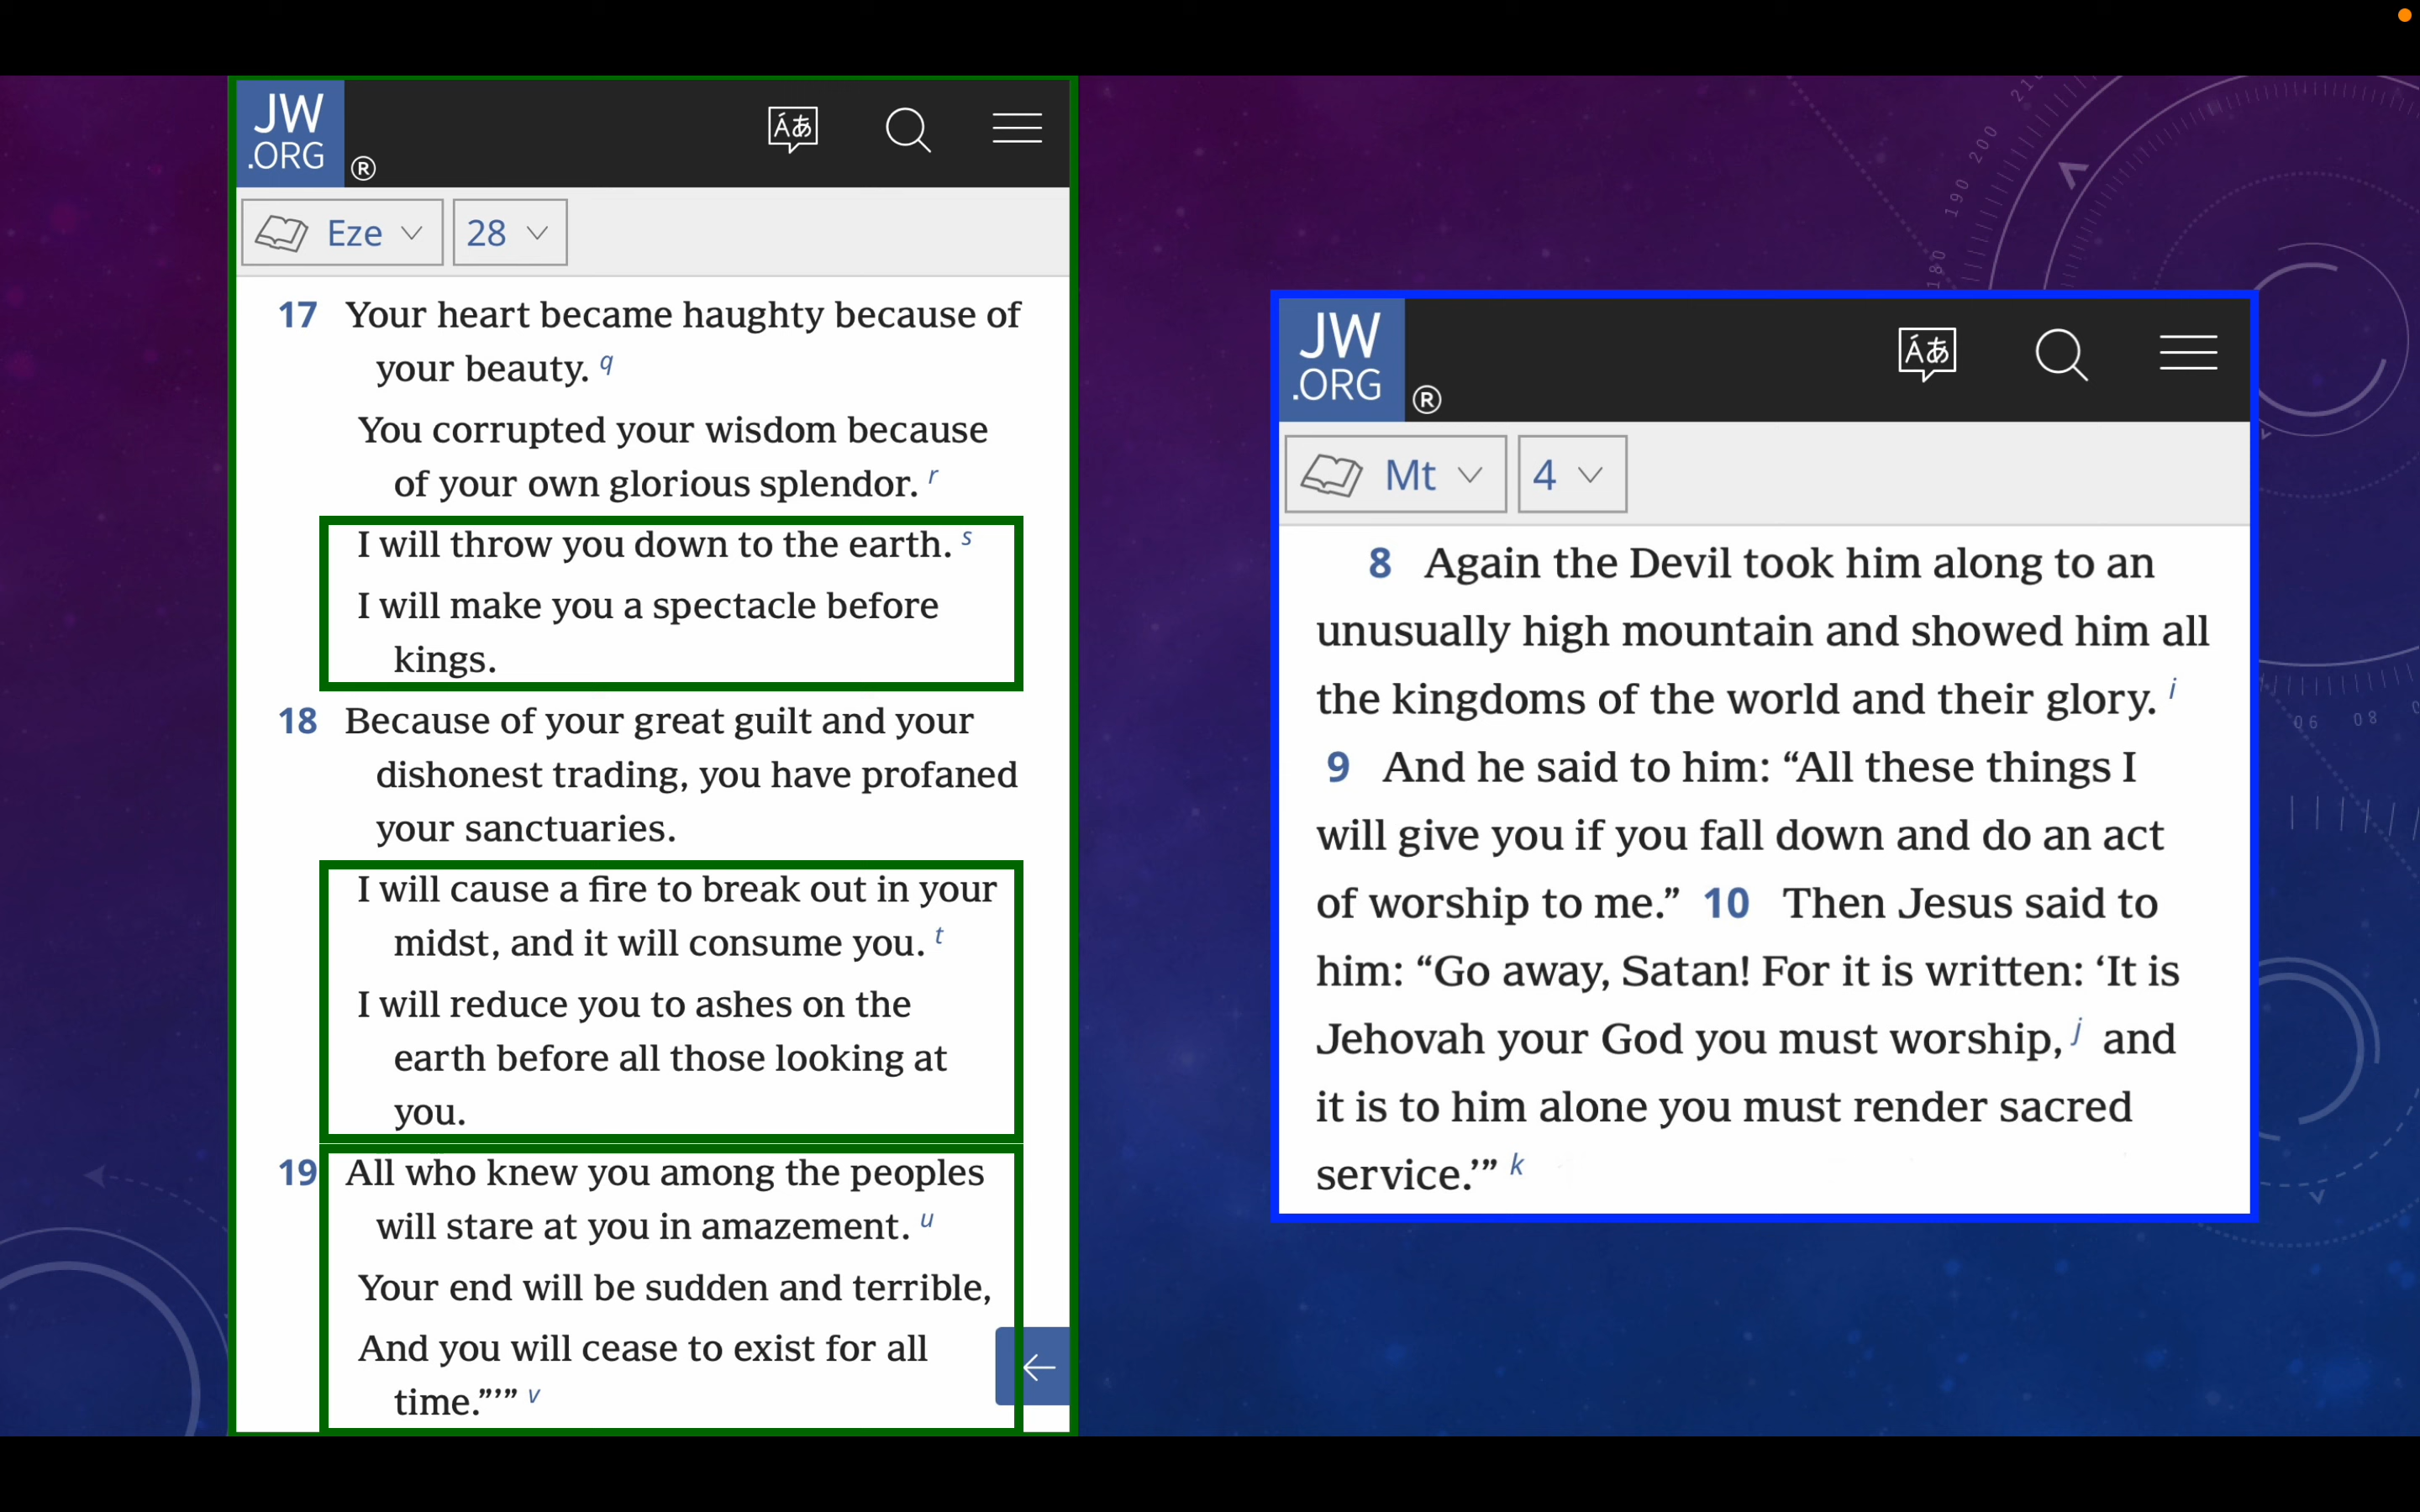 JW
.ORG
®
Áあ
Eze
28
17 Your heart became haughty because of
your beauty. q
You corrupted your wisdom because
of your own glorious splendor. r
I will throw you down to the earth. s
I will make you a spectacle before
kings.
18 Because of your great guilt and your
dishonest trading, you have profaned
your sanctuaries.
I will cause a fire to break out in your
midst, and it will consume you. t
I will reduce you to ashes on the
earth before all those looking at
you.
19 All who knew you among the peoples
will stare at you in amazement. u
Your end will be sudden and terrible,
And you will cease to exist for all
time.”’” v
JW
.ORG
®
Áあ
Mt
4
8 Again the Devil took him along to an
unusually high mountain and showed him all
the kingdoms of the world and their glory. i
9 And he said to him: “All these things I
will give you if you fall down and do an act
of worship to me.” 10 Then Jesus said to
him: “Go away, Satan! For it is written: ‘It is
Jehovah your God you must worship, j and
it is to him alone you must render sacred
service.’” k
180 190 200